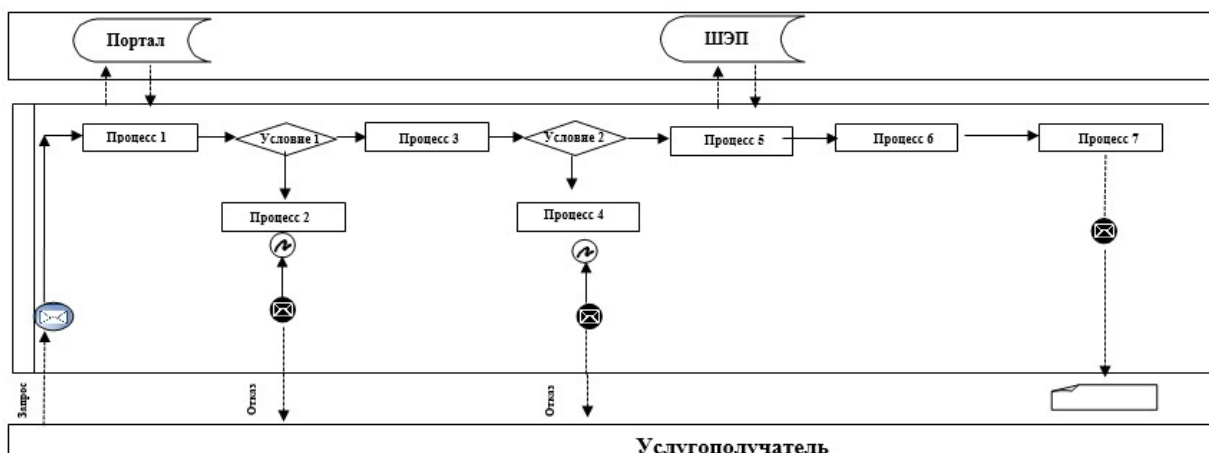 Портал
ШЭП
Процесс 1
Условие 1
Процесс 3
Условие 2
Процесс 5
Процесс 6
Процесс 7
Процесс 2
Процесс 4
Запрос
Отказ
Отказ
Услугополучатель